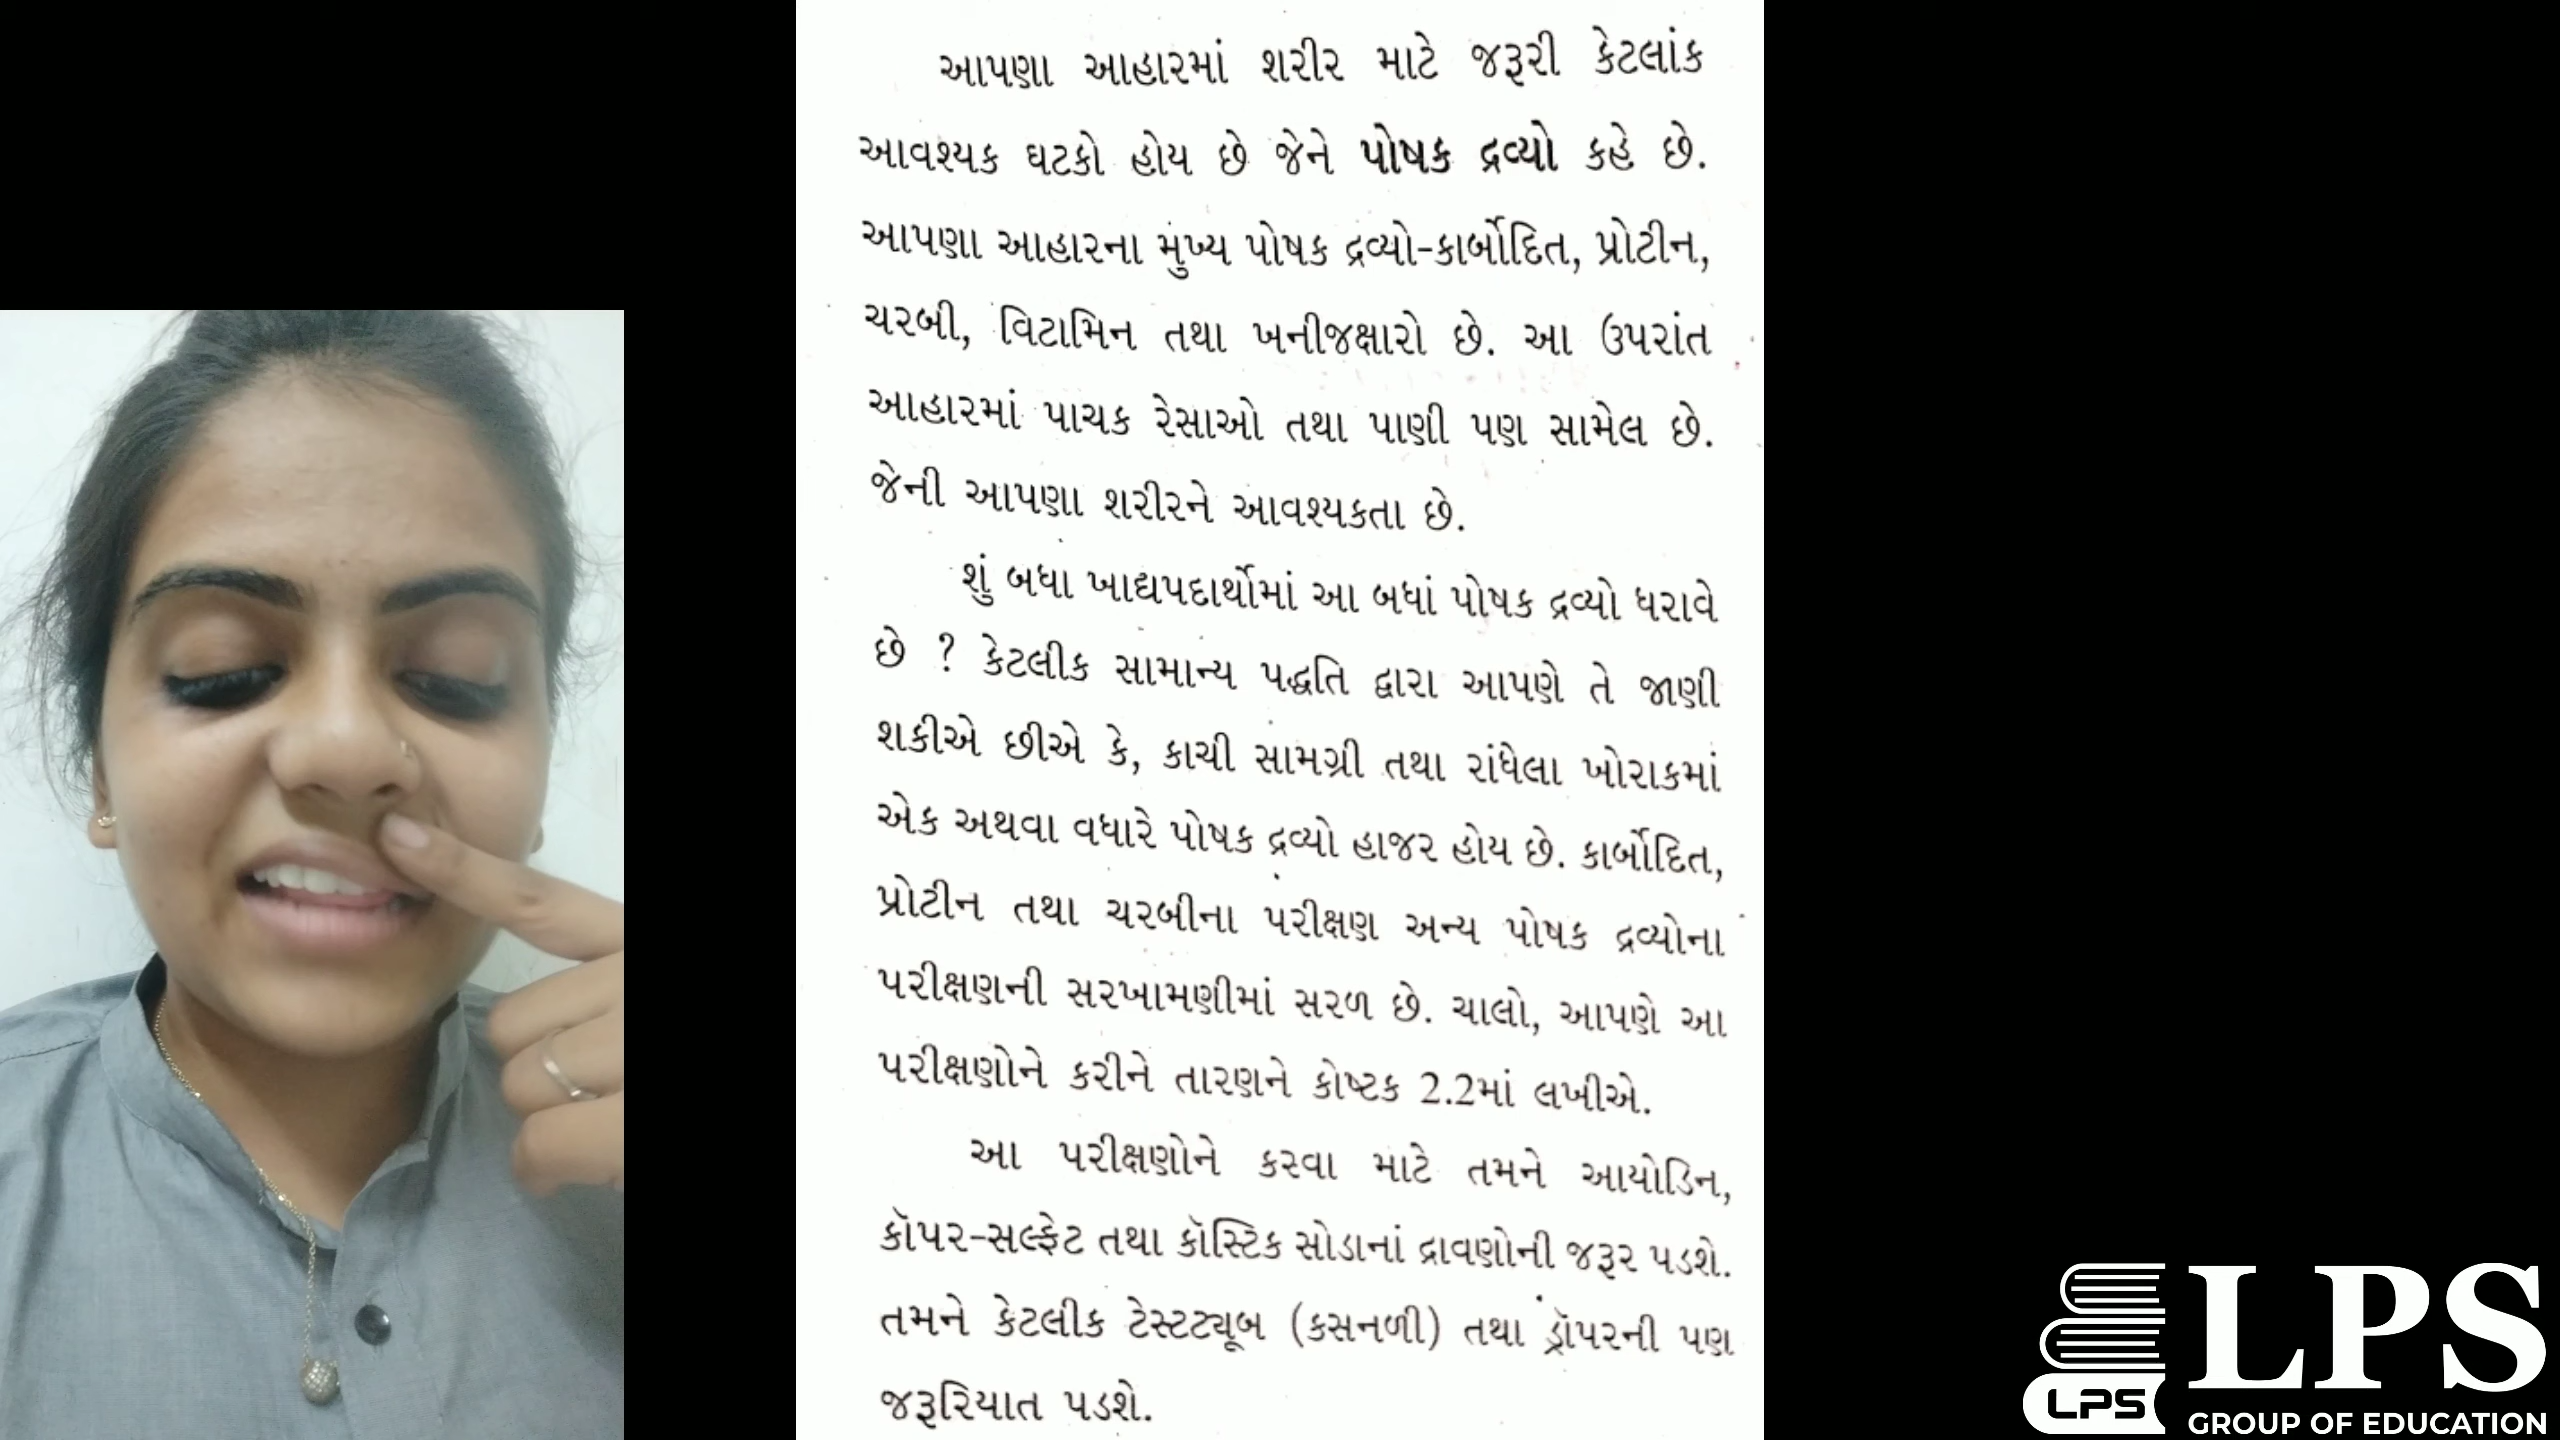 આપણા આહારમાં શરીર માટે જરૂરી કેટલાંક
આવશ્યક ઘટકો હોય છે જેને પોષક દ્રવ્યો કહે છે.
આપણા આહારના મુખ્ય પોષક દ્રવ્યો-કાર્બોદિત, પ્રોટીન,
ચરબી, વિટામિન તથા ખનીજક્ષારો છે. આ ઉપરાંત
આહારમાં પાચક રેસાઓ તથા પાણી પણ સામેલ છે.
જેની આપણા શરીરને આવશ્યકતા છે.
શું બધા ખાદ્યપદાર્થોમાં આ બધાં પોષક દ્રવ્યો ધરાવે
છે ? કેટલીક સામાન્ય પદ્ધતિ દ્વારા આપણે તે જાણી
શકીએ છીએ કે, કાચી સામગ્રી તથા રાંધેલા ખોરાકમાં
એક અથવા વધારે પોષક દ્રવ્યો હાજર હોય છે. કાર્બોદિત,
પ્રોટીન તથા ચરબીના પરીક્ષણ અન્ય પોષક દ્રવ્યોના
પરીક્ષણની સરખામણીમાં સરળ છે. ચાલો, આપણે આ
પરીક્ષણોને કરીને તારણને કોષ્ટક 2.2માં લખીએ.
આ પરીક્ષણોને કરવા માટે તમને આયોડિન,
કૉપર-સલ્ફેટ તથા કૉસ્ટિક સોડાનાં દ્રાવણોની જરૂર પડશે.
તમને કેટલીક ટેસ્ટટ્યૂબ (કસનળી) તથા ડ્રૉપરની પણ
જરૂરિયાત પડશે.
LPS
LPS
GROUP OF EDUCATION